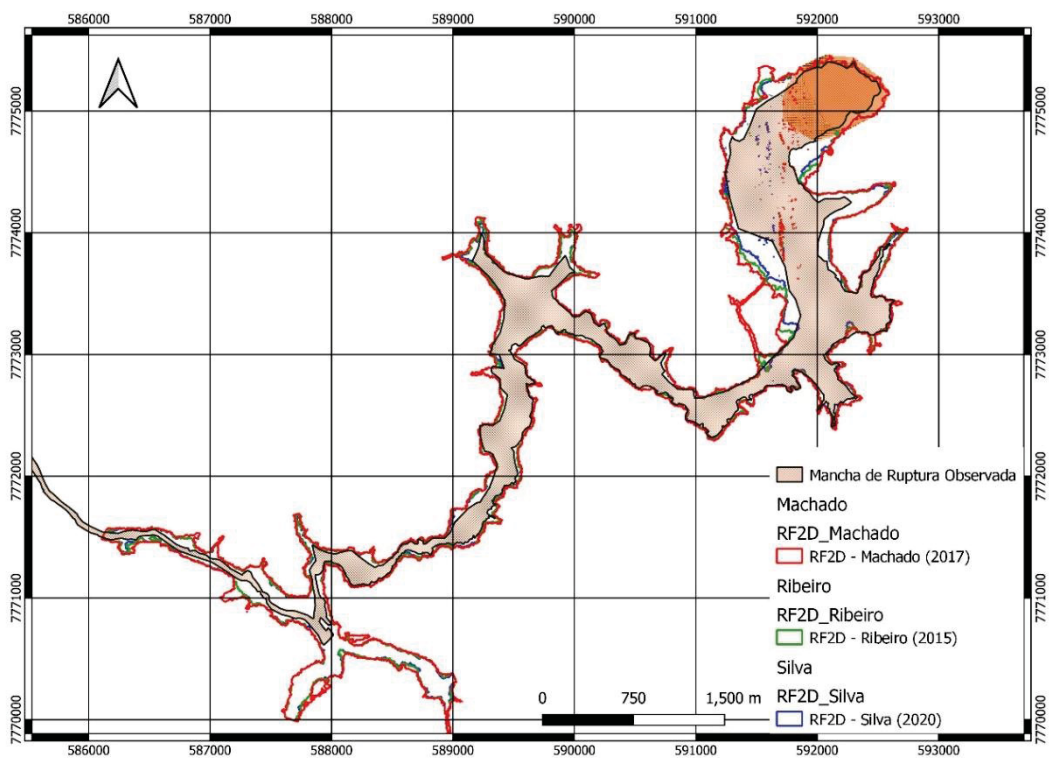 586000 587000 588000 589000 590000 591000 592000 593000
7775000 7775000
7774000 7774000
7773000 7773000
7772000 7772000
7771000 7771000
7770000 7770000
Mancha de Ruptura Observada
Machado
RF2D_Machado
RF2D - Machado (2017)
Ribeiro
RF2D_Ribeiro
RF2D - Ribeiro (2015)
Silva
RF2D_Silva
RF2D - Silva (2020)
0 750 1,500 m
586000 587000 588000 589000 590000 591000 592000 593000